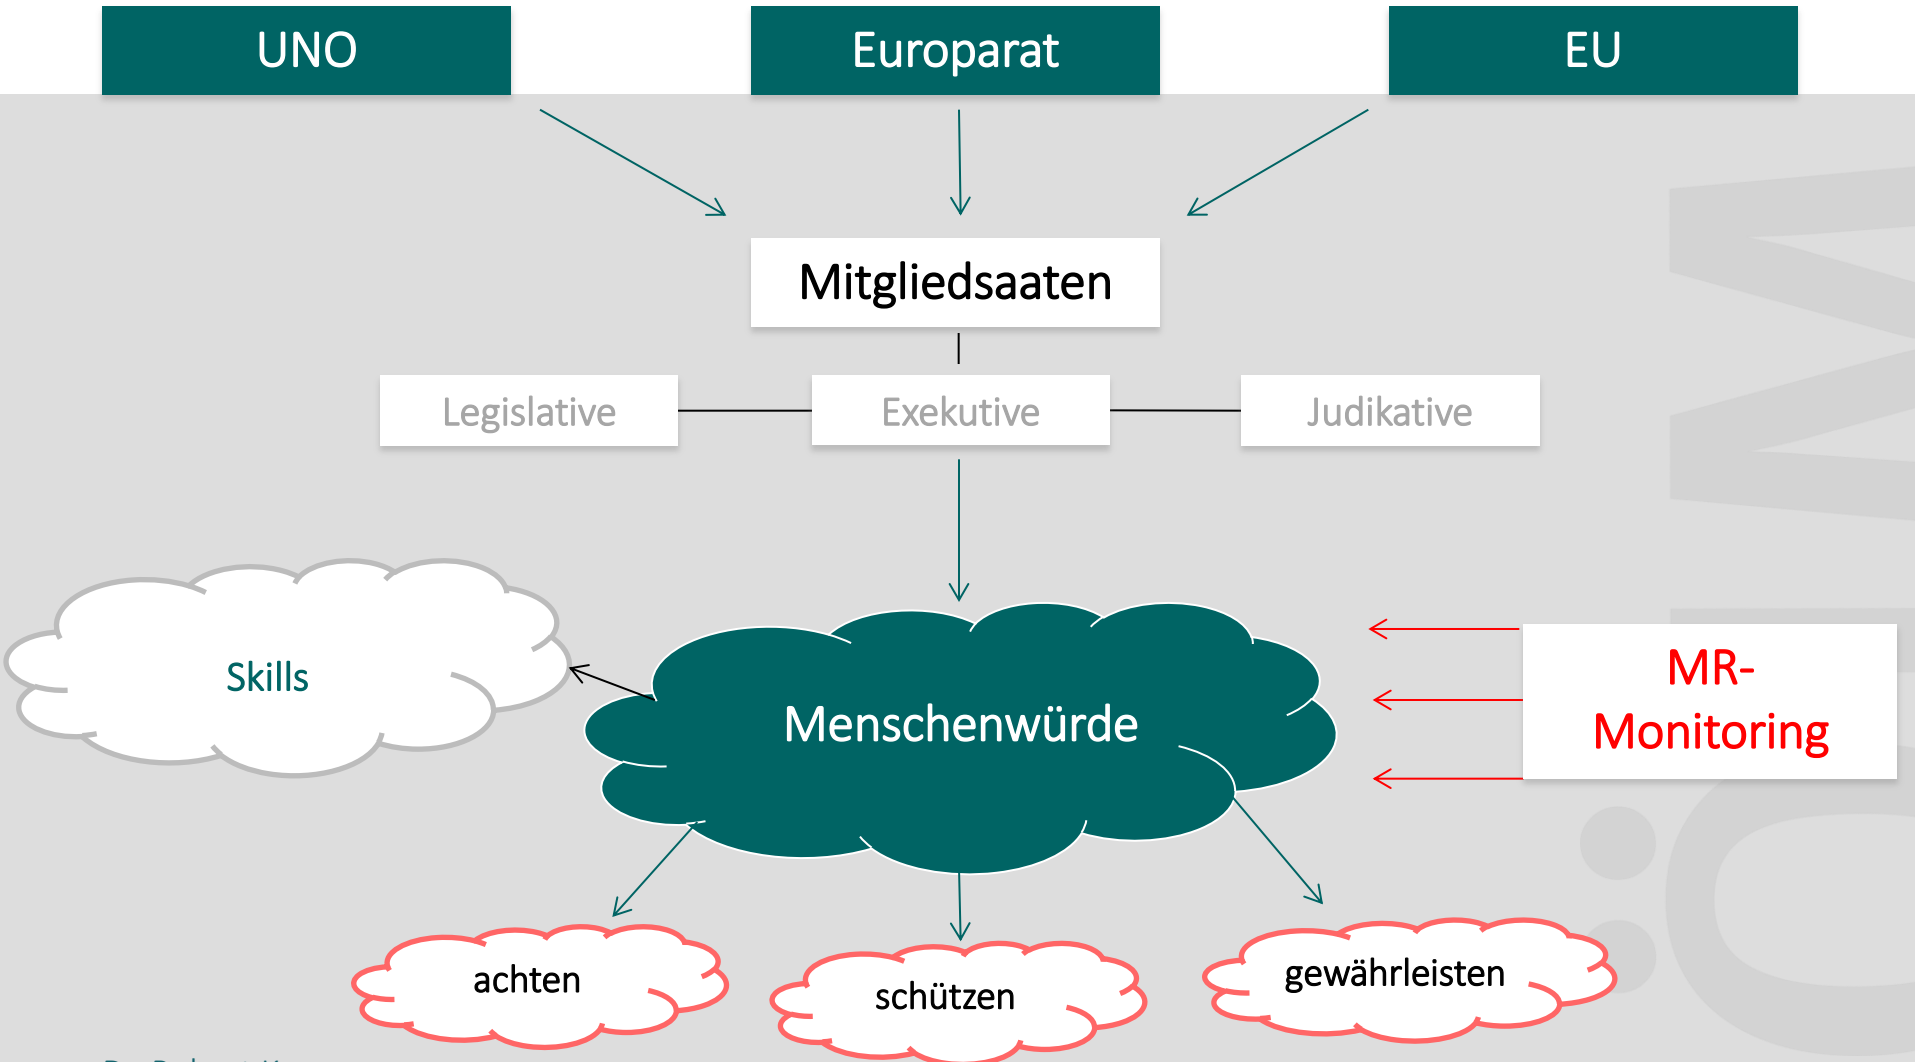 UNO
Europarat
EU
Mitgliedsaaten
Legislative
Exekutive
Judikative
Skills
Menschenwürde
MR-
Monitoring
achten
schützen
gewährleisten